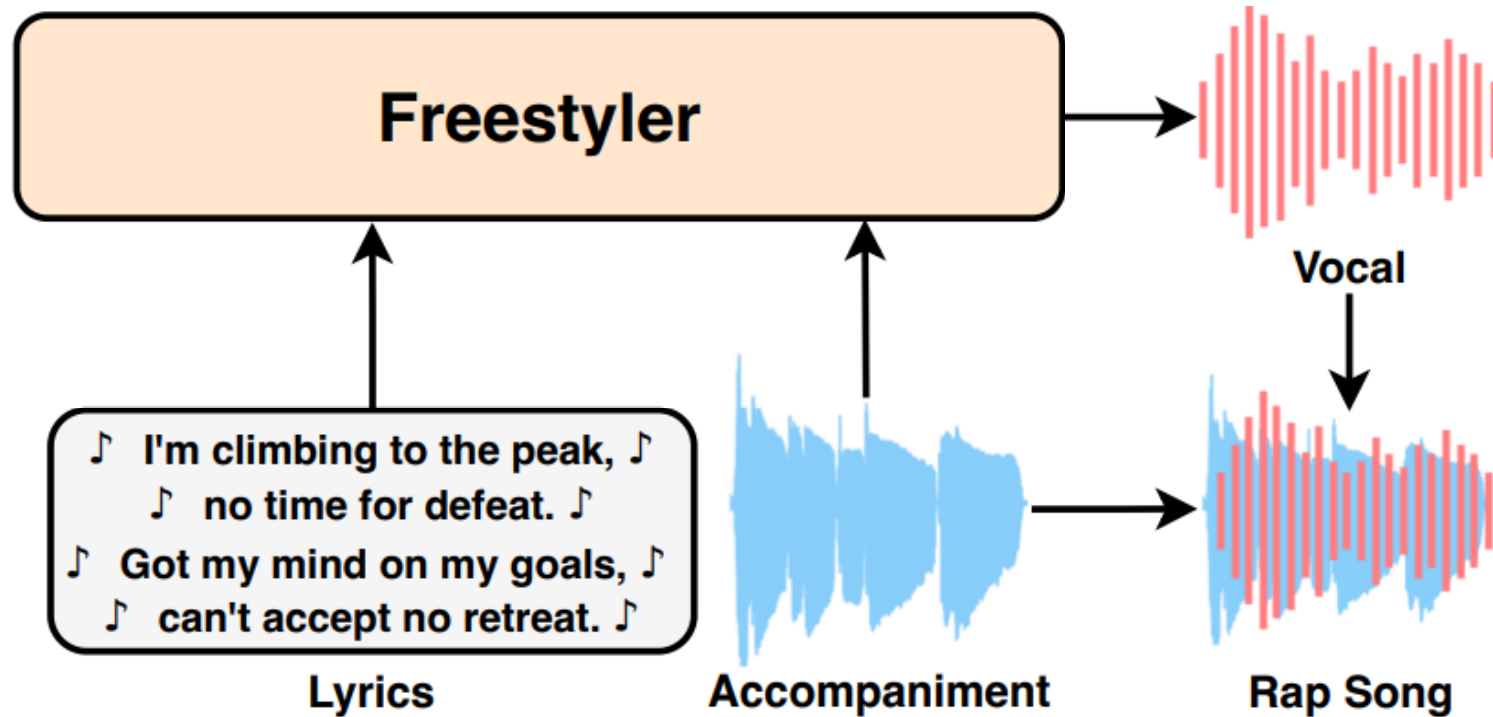 Freestyler
Vocal
♪ I'm climbing to the peak, ♪
♪ no time for defeat. ♪
♪ Got my mind on my goals, ♪
♪ can't accept no retreat. ♪
Lyrics
Accompaniment
Rap Song